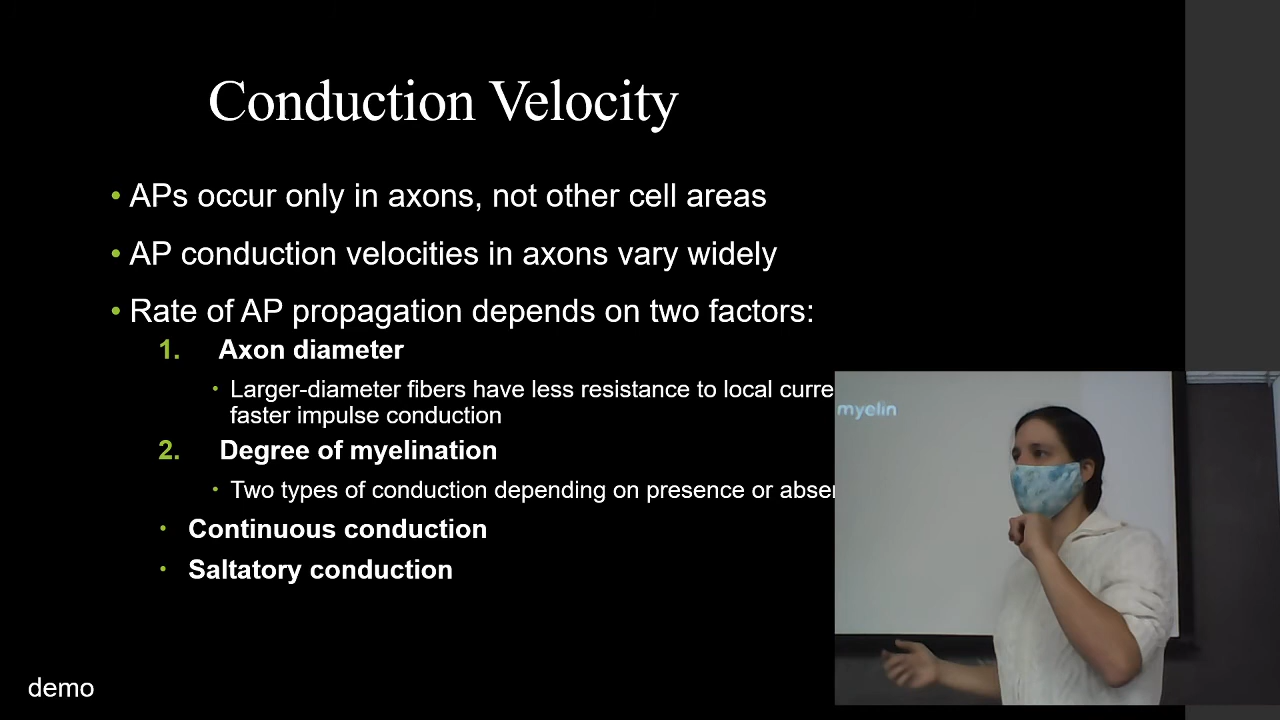 Conduction Velocity
• APs occur only in axons, not other cell areas
• AP conduction velocities in axons vary widely
• Rate of AP propagation depends on two factors:
1. Axon diameter
• Larger-diameter fibers have less resistance to local
faster impulse conduction
myelin
2. Degree of myelination
• Two types of conduction depending on presence or
• Continuous conduction
• Saltatory conduction
demo